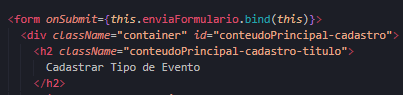 <form onSubmit={this.enviaFormulario.bind(this)}>
<div className="container" id="conteudoPrincipal-cadastro">
<h2 className="conteudoPrincipal-cadastro-titulo">
Cadastrar Tipo de Evento
</h2>